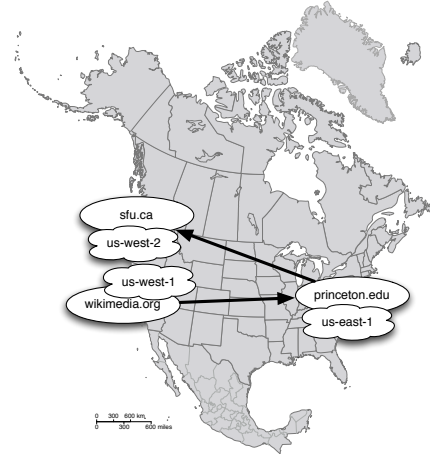 sfu.ca
us-west-2
us-west-1
wikimedia.org
princeton.edu
us-east-1
0 300 600 km
0 300 600 miles